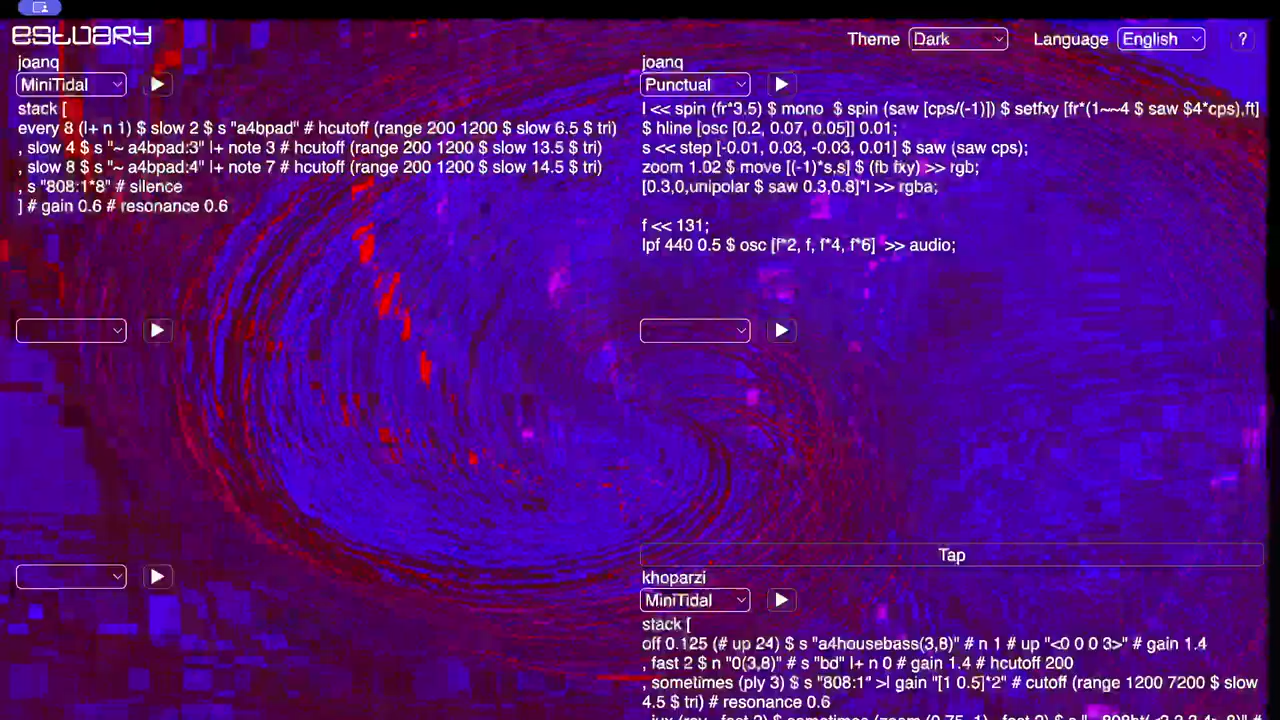 estuary
Theme Dark Language English ?
joanq
MiniTidal
stack [
every 8 (|+ n 1) $ slow 2 $ s "a4bpad" # hcutoff (range 200 1200 $ slow 6.5 $ tri)
, slow 4 $ s "~ a4bpad:3" |+ note 3 # hcutoff (range 200 1200 $ slow 13.5 $ tri)
, slow 8 $ s "~ a4bpad:4" |+ note 7 # hcutoff (range 200 1200 $ slow 14.5 $ tri)
, s "808:1*8" # silence
] # gain 0.6 # resonance 0.6
joanq
Punctual
l << spin (fr*3.5) $ mono $ spin (saw [cps/(-1)]) $ setfxy [fr*(1~~4 $ saw $4*cps),ft]
$ hline [osc [0.2, 0.07, 0.05]] 0.01;
s << step [-0.01, 0.03, -0.03, 0.01] $ saw (saw cps);
zoom 1.02 $ move [(-1)*s,s] $ (fb fxy) >> rgb;
[0.3,0,unipolar $ saw 0.3,0.8]*l >> rgba;
f << 131;
lpf 440 0.5 $ osc [f*2, f, f*4, f*6] >> audio;
Tap
khoparzi
MiniTidal
stack [
off 0.125 (# up 24) $ s "a4housebass(3,8)" # n 1 # up "<0 0 0 3>" # gain 1.4
, fast 2 $ n "0(3,8)" # s "bd" |+ n 0 # gain 1.4 # hcutoff 200
, sometimes (ply 3) $ s "808:1" >| gain "[1 0.5]*2" # cutoff (range 1200 7200 $ slow
4.5 $ tri) # resonance 0.6